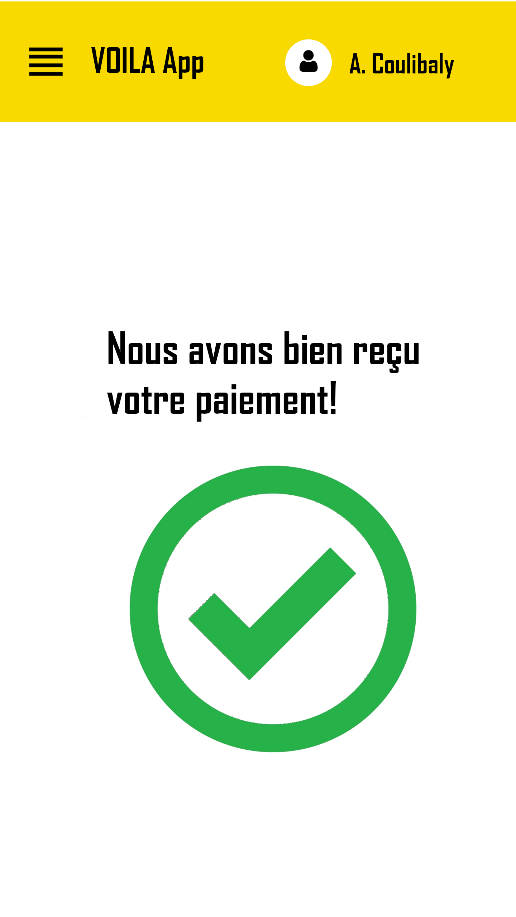 VOILA App
A. Coulibaly
Nous avons bien reçu
votre paiement!